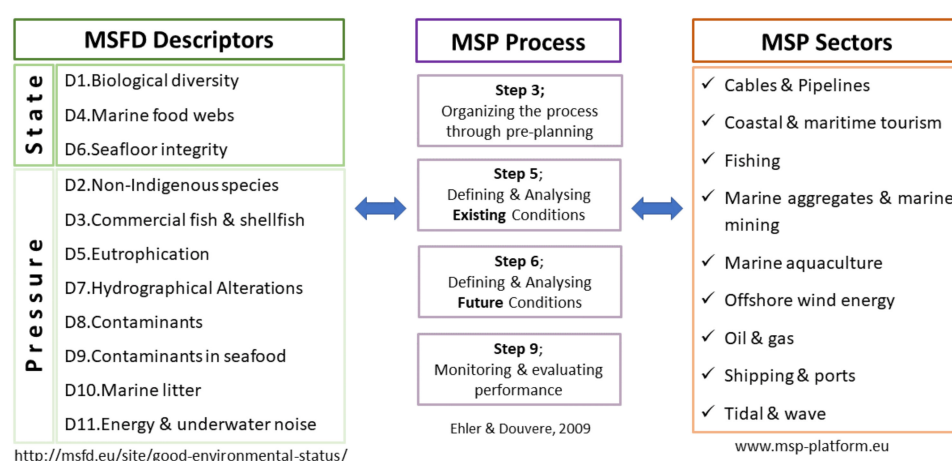 MSFD Descriptors
State
D1.Biological diversity
D4.Marine food webs
D6.Seafloor integrity
Pressure
D2.Non-Indigenous species
D3.Commercial fish & shellfish
D5.Eutrophication
D7.Hydrographical Alterations
D8.Contaminants
D9.Contaminants in seafood
D10.Marine litter
D11.Energy & underwater noise
http://msfd.eu/site/good-environmental-status/
MSP Process
Step 3;
Organizing the process
through pre-planning
Step 5;
Defining & Analysing
Existing Conditions
Step 6;
Defining & Analysing
Future Conditions
Step 9;
Monitoring & evaluating
performance
Ehler & Douvere, 2009
MSP Sectors
✓ Cables & Pipelines
✓ Coastal & maritime tourism
✓ Fishing
✓ Marine aggregates & marine
mining
✓ Marine aquaculture
✓ Offshore wind energy
✓ Oil & gas
✓ Shipping & ports
✓ Tidal & wave
www.msp-platform.eu